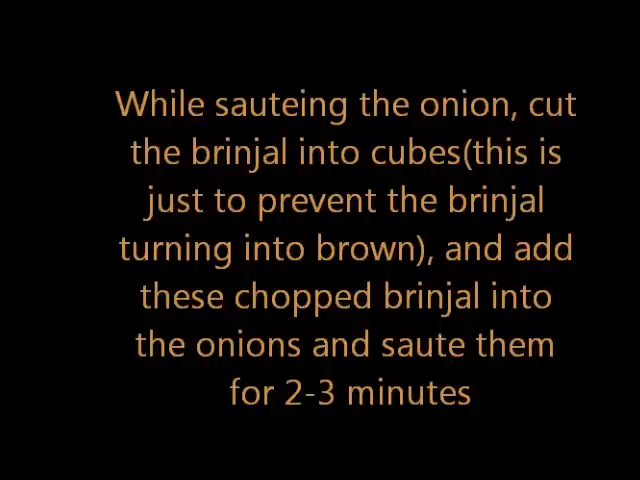 While sauteing the onion, cut
the brinjal into cubes(this is
just to prevent the brinjal
turning into brown), and add
these chopped brinjal into
the onions and saute them
for 2-3 minutes